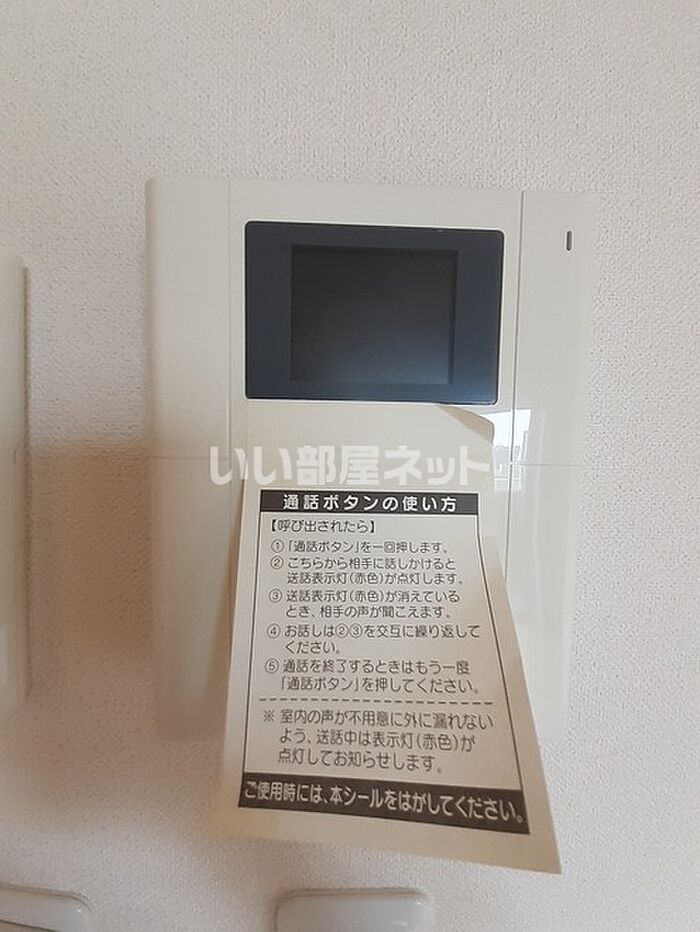 いい部屋ネット
通話ボタンの使い方
【呼び出されたら】
①「通話ボタン」を一回押します。
② こちらから相手に話しかけると
送話表示灯(赤色)が点灯します。
③ 送話表示灯(赤色)が消えている
とき、相手の声が聞こえます。
④ お話しは②③を交互に繰り返して
ください。
⑤ 通話を終了するときはもう一度
「通話ボタン」を押してください。
※ 室内の声が不用意に外に漏れない
よう、送話中は表示灯(赤色)が
点灯してお知らせします。
ご使用時には、本シールをはがしてください。